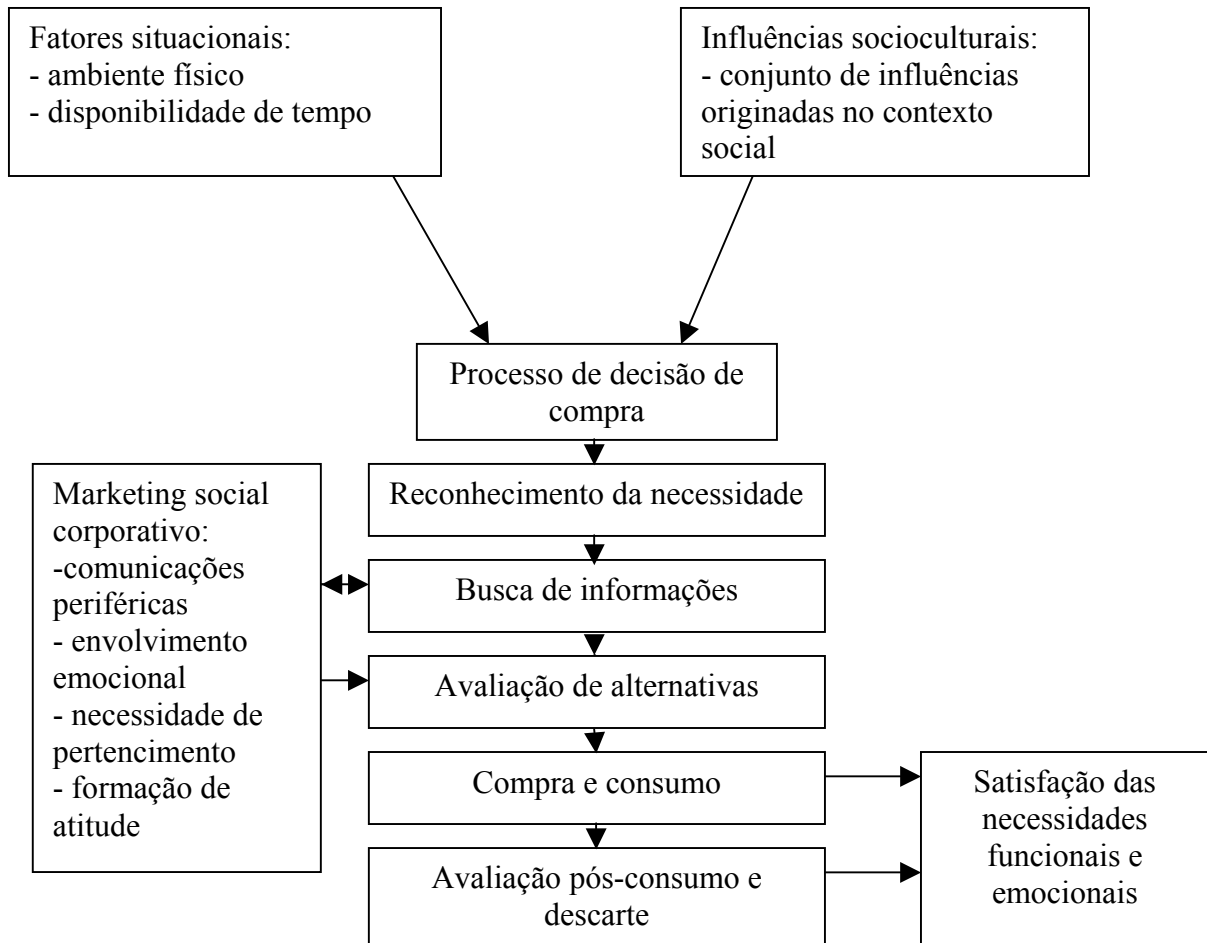 Fatores situacionais:
- ambiente físico
- disponibilidade de tempo
Influências socioculturais:
- conjunto de influências
originadas no contexto
social
Processo de decisão de
compra
Marketing social
corporativo:
-comunicações
periféricas
- envolvimento
emocional
- necessidade de
pertencimento
- formação de
atitude
Reconhecimento da necessidade
Busca de informações
Avaliação de alternativas
Compra e consumo
Avaliação pós-consumo e
descarte
Satisfação das
necessidades
funcionais e
emocionais